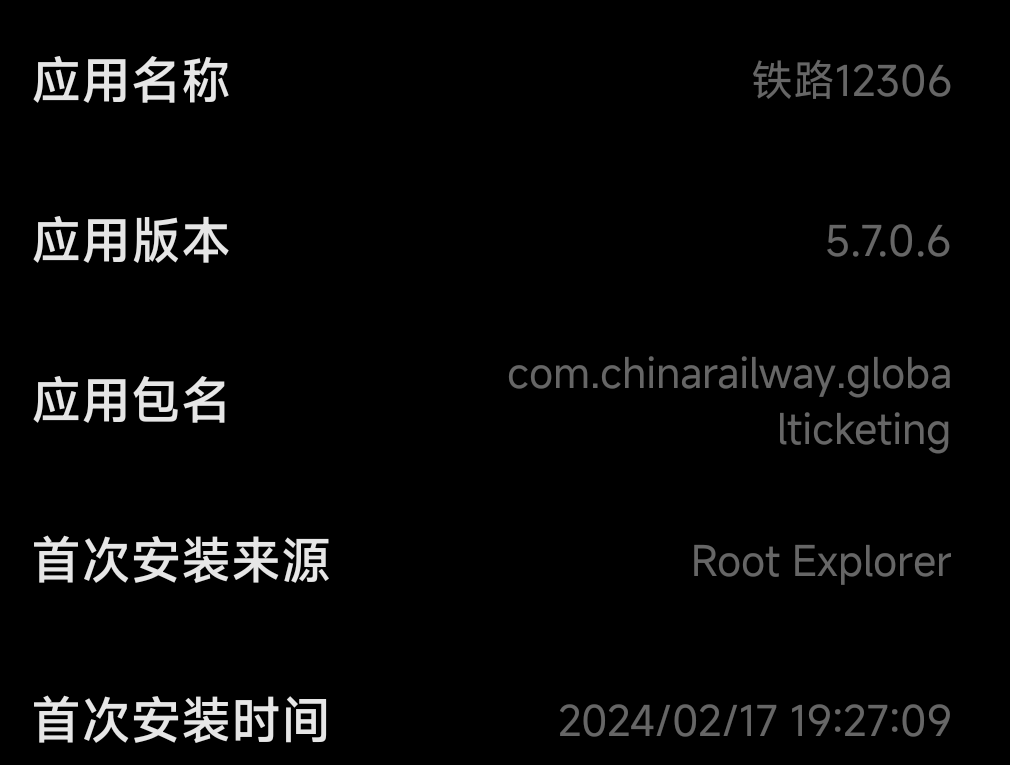 应用名称 铁路12306
应用版本 5.7.0.6
应用包名 com.chinarailway.globa
lticketing
首次安装来源 Root Explorer
首次安装时间 2024/02/17 19:27:09